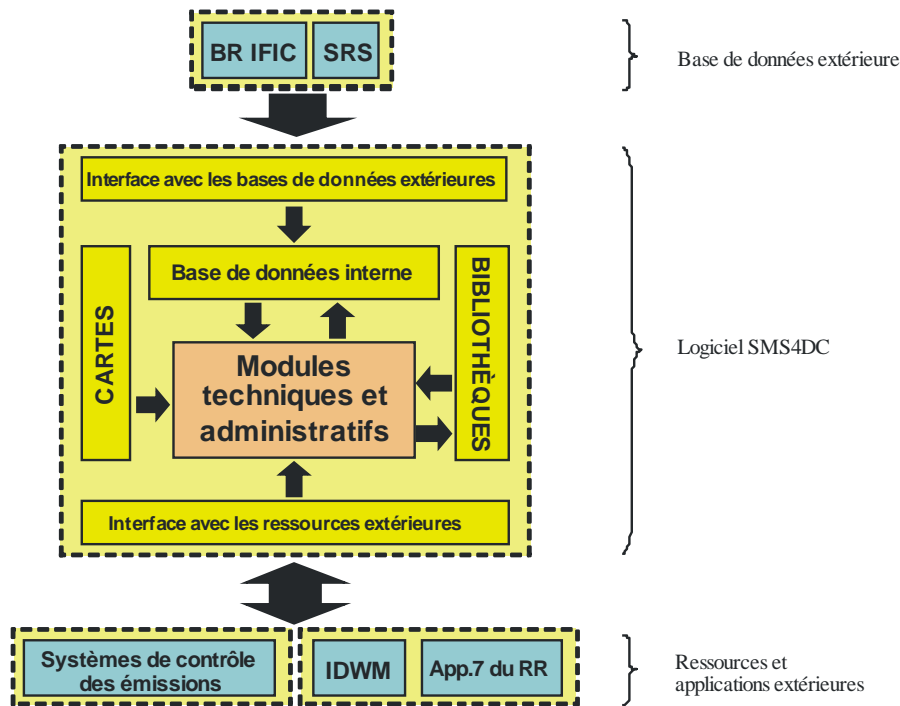 BR IFIC
SRS
Base de données extérieure
Interface avec les bases de données extérieures
Base de données interne
CARTES
BIBLIOTHÈQUES
Modules
techniques et
administratifs
Logiciel SMS4DC
Interface avec les ressources extérieures
Systèmes de contrôle
des émissions
IDWM
App.7 du RR
Ressources et
applications extérieures